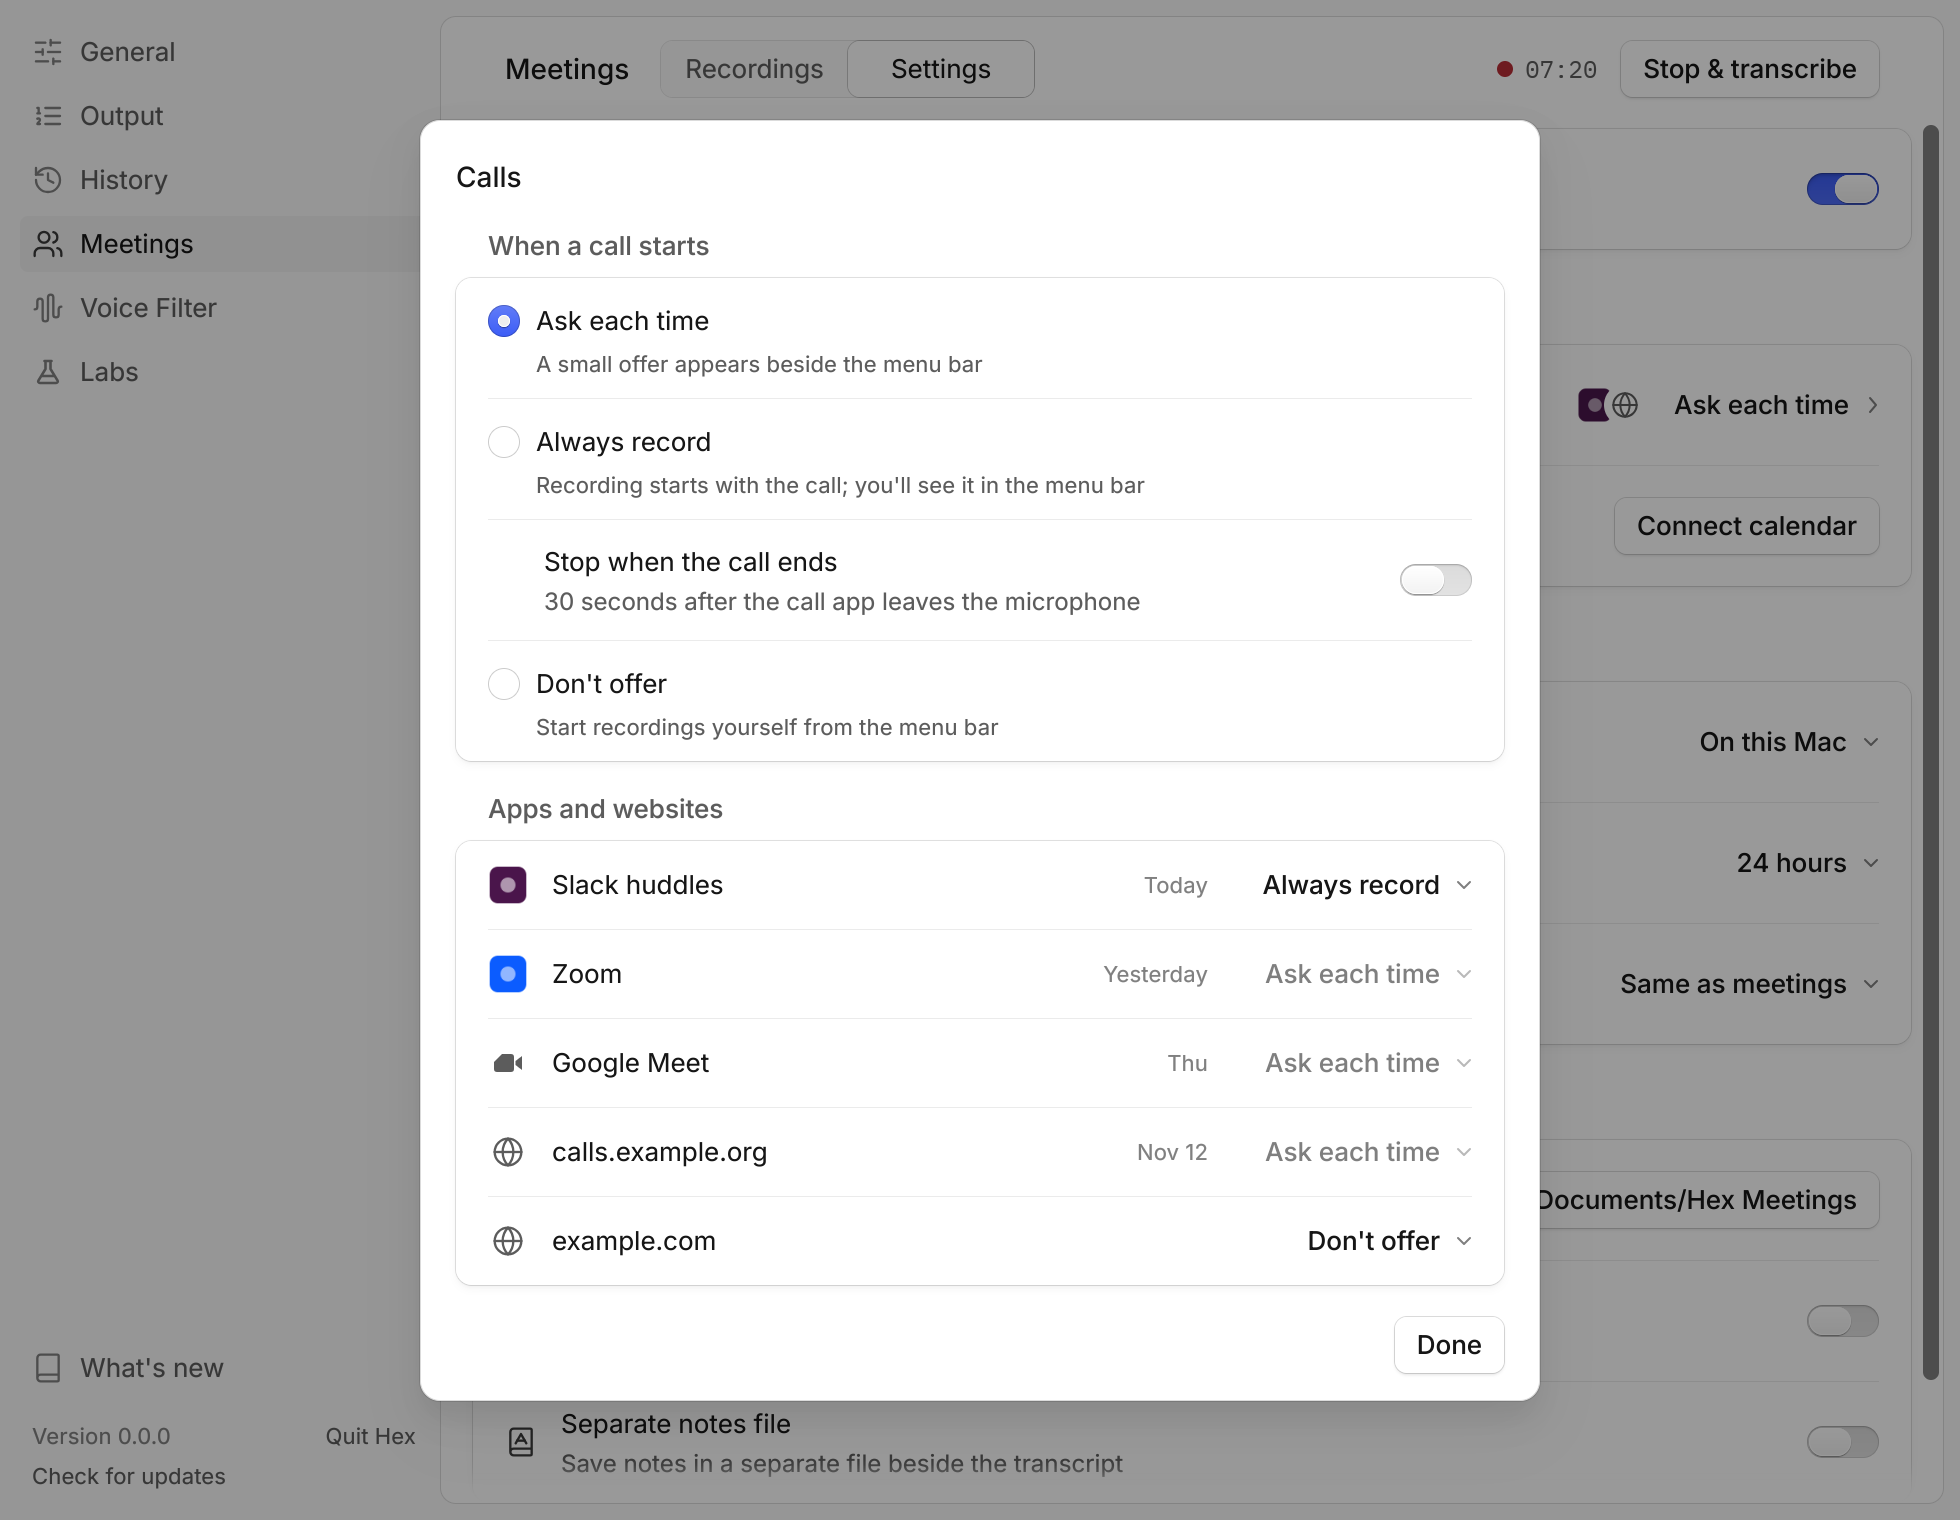 General
Output
History
Meetings
Voice Filter
Labs
What's new
Version 0.0.0
Quit Hex
Check for updates
Meetings
Recordings
Settings
07:20
Stop & transcribe
Calls
When a call starts
Ask each time
A small offer appears beside the menu bar
Always record
Recording starts with the call; you'll see it in the menu bar
Stop when the call ends
30 seconds after the call app leaves the microphone
Don't offer
Start recordings yourself from the menu bar
Apps and websites
Slack huddles Today Always record
Zoom Yesterday Ask each time
Google Meet Thu Ask each time
calls.example.org Nov 12 Ask each time
example.com Don't offer
Done
Ask each time
Connect calendar
On this Mac
24 hours
Same as meetings
Documents/Hex Meetings
Separate notes file
Save notes in a separate file beside the transcript